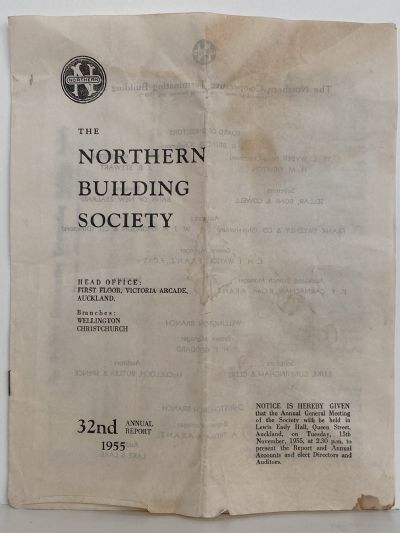 NORTHERN
THE
NORTHERN
BUILDING
SOCIETY
HEAD OFFICE:
FIRST FLOOR, VICTORIA ARCADE,
AUCKLAND.
Branches:
WELLINGTON
CHRISTCHURCH
32nd ANNUAL REPORT
1955
NOTICE IS HEREBY GIVEN
that the Annual General Meeting
of the Society will be held in
Lewis Eady Hall, Queen Street,
Auckland, on Tuesday, 15th
November, 1955, at 2.30 p.m. to
present the Report and Annual
Accounts and elect Directors and
Auditors.